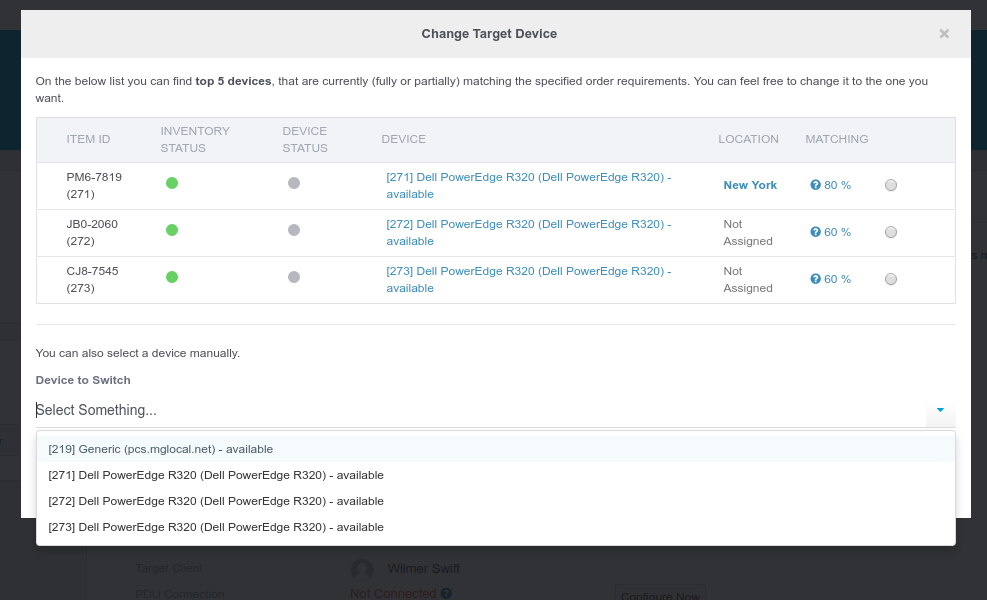 Change Target Device
×
On the below list you can find top 5 devices, that are currently (fully or partially) matching the specified order requirements. You can feel free to change it to the one you
want.
ITEM ID INVENTORY STATUS DEVICE STATUS DEVICE LOCATION MATCHING
PM6-7819 (271) [271] Dell PowerEdge R320 (Dell PowerEdge R320) - available New York ? 80 %
JB0-2060 (272) [272] Dell PowerEdge R320 (Dell PowerEdge R320) - available Not Assigned ? 60 %
CJ8-7545 (273) [273] Dell PowerEdge R320 (Dell PowerEdge R320) - available Not Assigned ? 60 %
You can also select a device manually.
Device to Switch
Select Something...
[219] Generic (pcs.mglocal.net) - available
[271] Dell PowerEdge R320 (Dell PowerEdge R320) - available
[272] Dell PowerEdge R320 (Dell PowerEdge R320) - available
[273] Dell PowerEdge R320 (Dell PowerEdge R320) - available
Target Client Wilmer Swift
PDU Connection Not Connected ? Configure Now